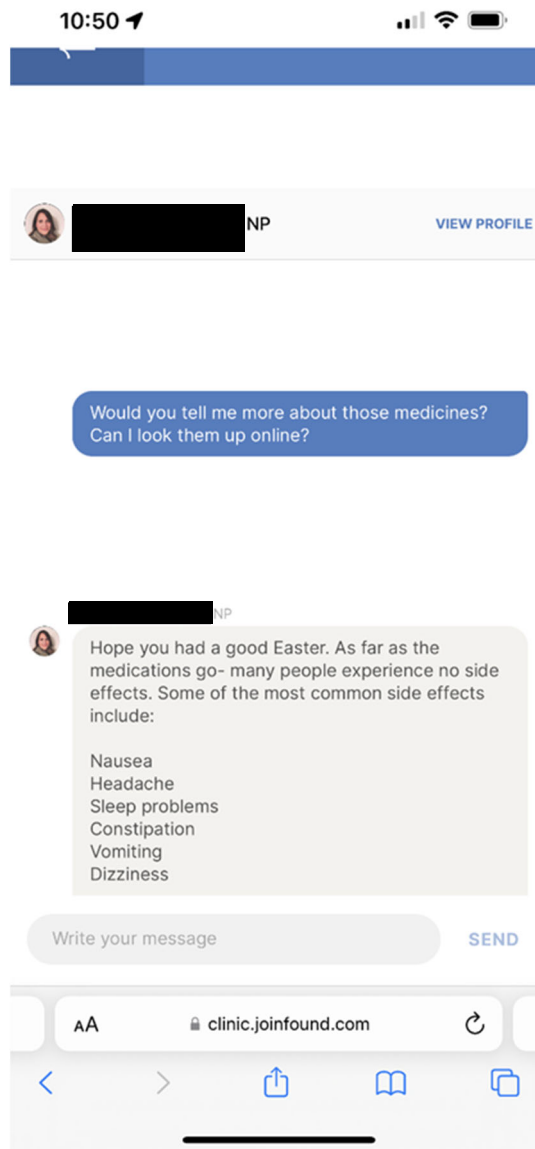 10:50
NP
VIEW PROFILE
Would you tell me more about those medicines?
Can I look them up online?
NP
Hope you had a good Easter. As far as the
medications go- many people experience no side
effects. Some of the most common side effects
include:
Nausea
Headache
Sleep problems
Constipation
Vomiting
Dizziness
Write your message
SEND
AA
clinic.joinfound.com